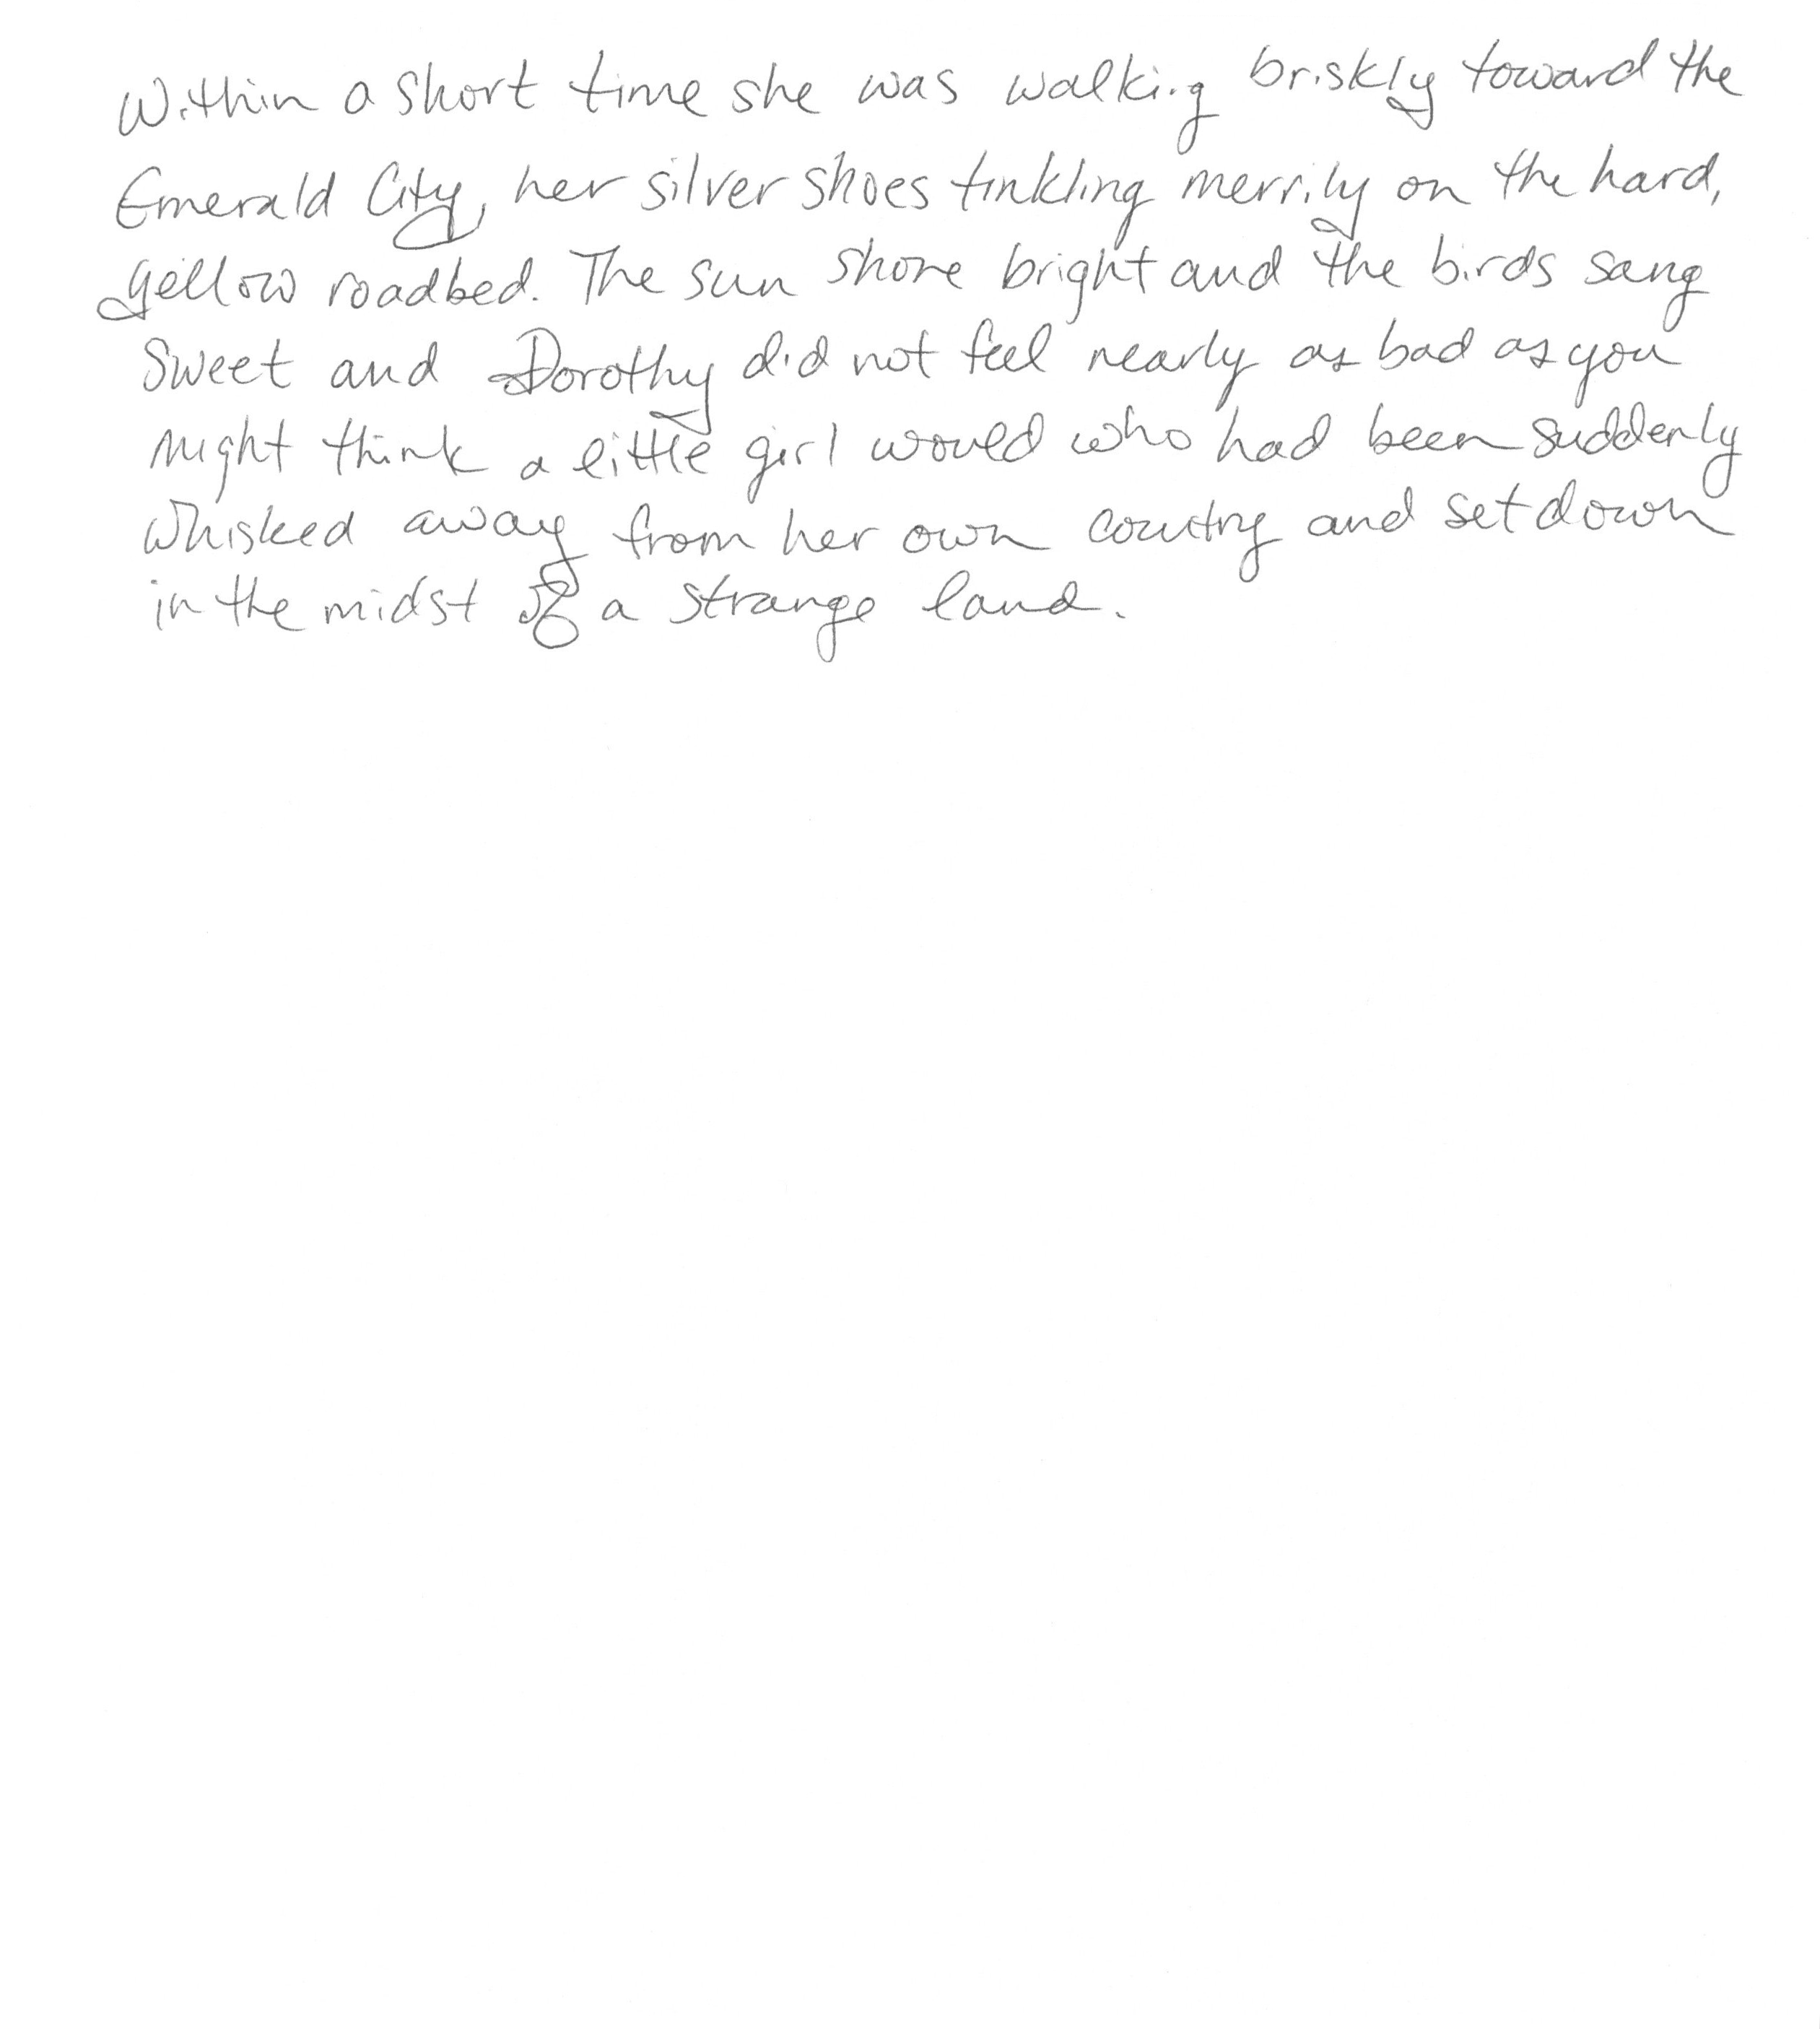 Within a short time she was walking briskly toward the
Emerald City, her silver shoes tinkling merrily on the hard,
yellow roadbed. The sun shone bright and the birds sang
sweet and Dorothy did not feel nearly as bad as you
might think a little girl would who had been suddenly
whisked away from her own country and set down
in the midst of a strange land.